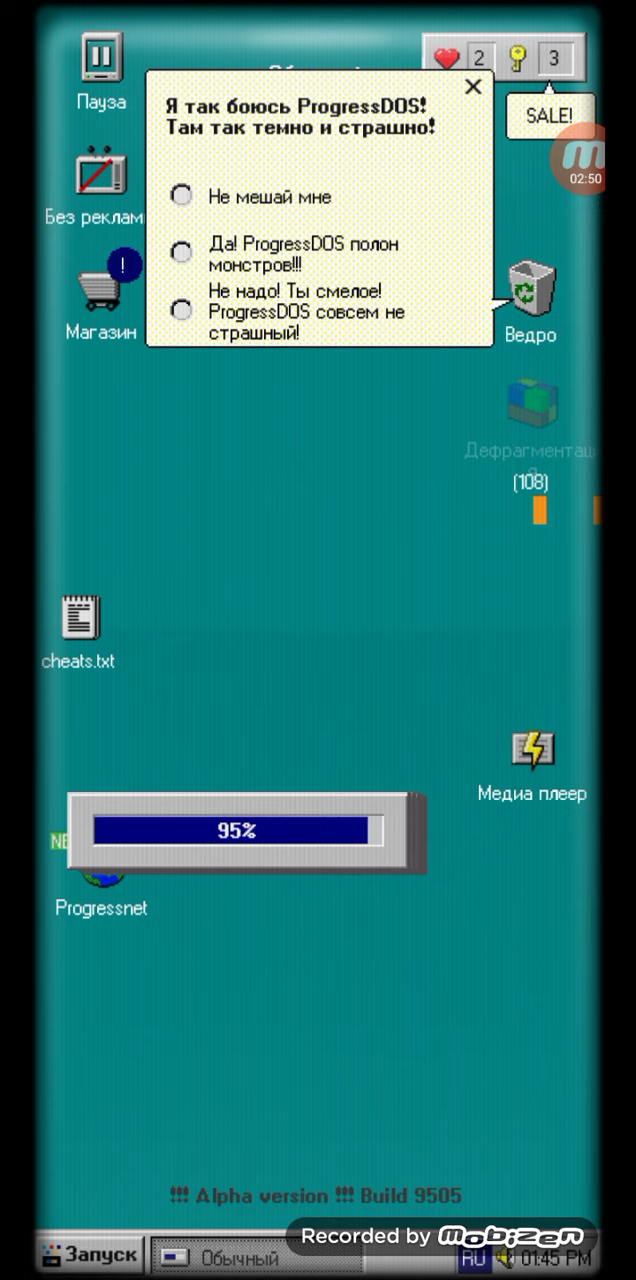 2
3
Пауза
Я так боюсь ProgressDOS!
Там так темно и страшно!
SALE!
02:50
Не мешай мне
Без реклам
Да! ProgressDOS полон
монстров!!!
!
Не надо! Ты смелое!
ProgressDOS совсем не
страшный!
Магазин
Ведро
Дефрагментац
(108)
cheats.txt
Медиа плеер
95%
NE
Progressnet
!!! Alpha version !!! Build 9505
Recorded by mobizen
Запуск
Обычный
RU
01:45 PM